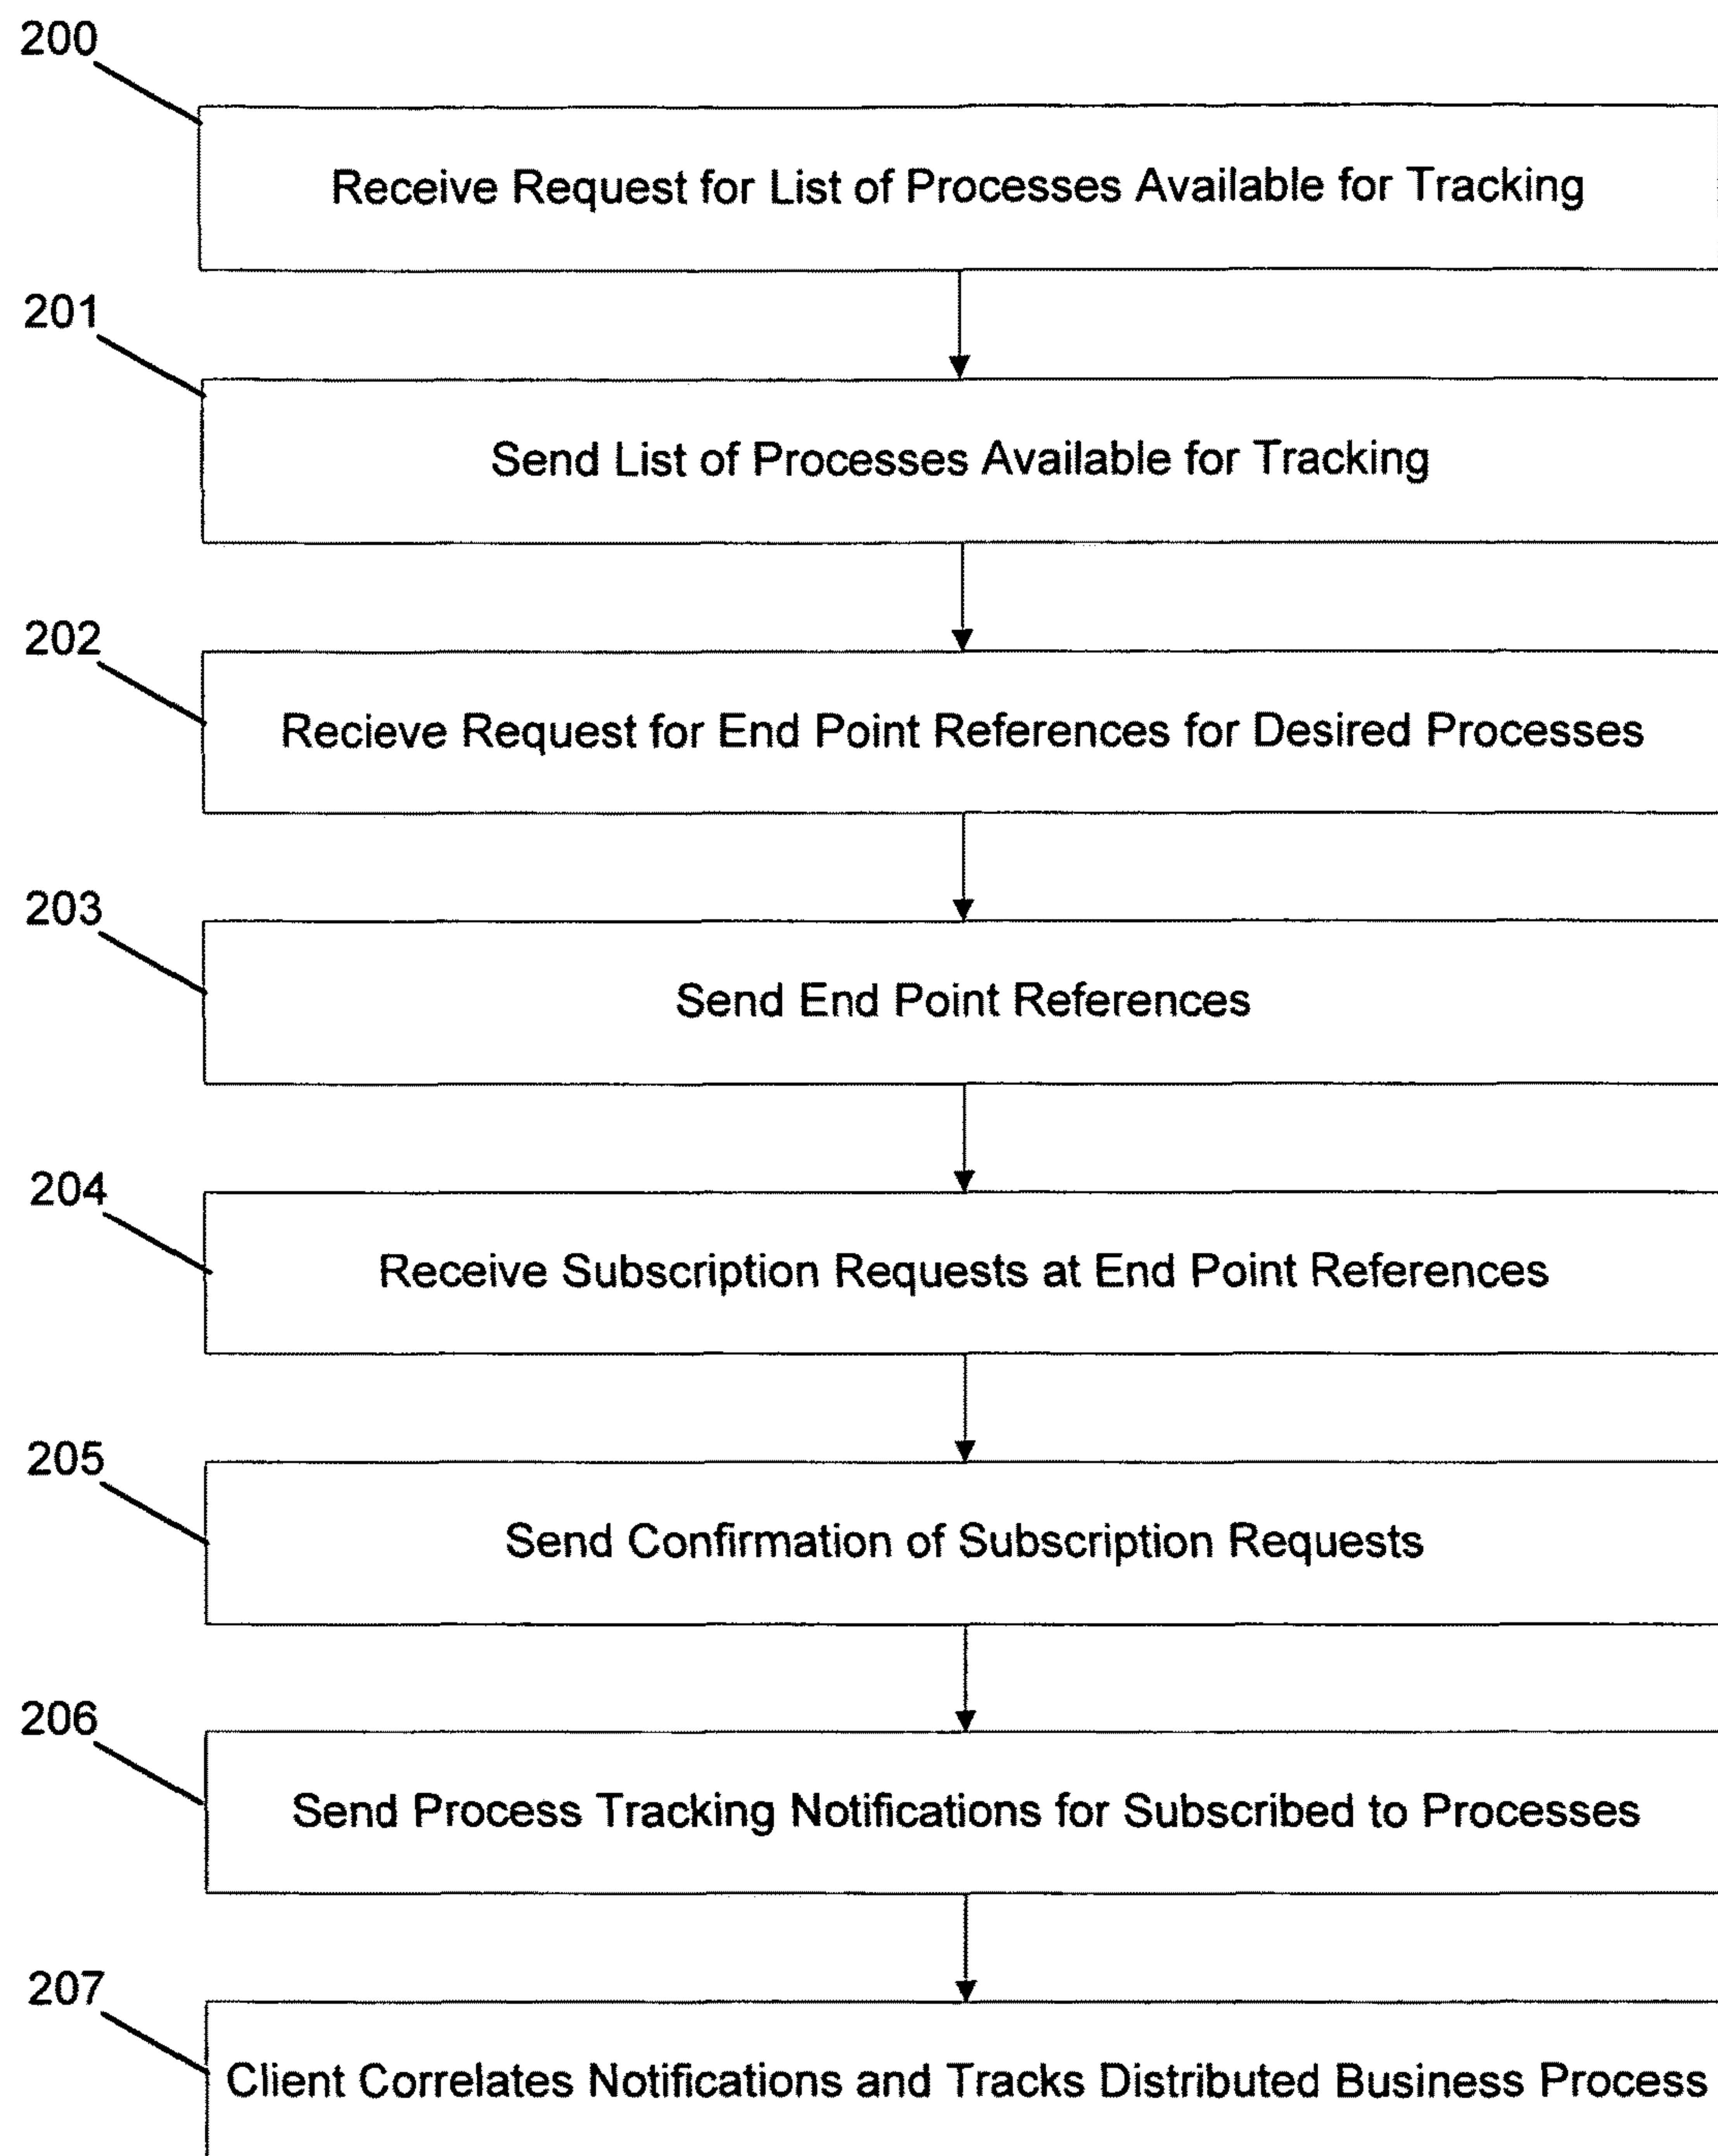 200
Receive Request for List of Processes Available for Tracking
201
Send List of Processes Available for Tracking
202
Recieve Request for End Point References for Desired Processes
203
Send End Point References
204
Receive Subscription Requests at End Point References
205
Send Confirmation of Subscription Requests
206
Send Process Tracking Notifications for Subscribed to Processes
207
Client Correlates Notifications and Tracks Distributed Business Process